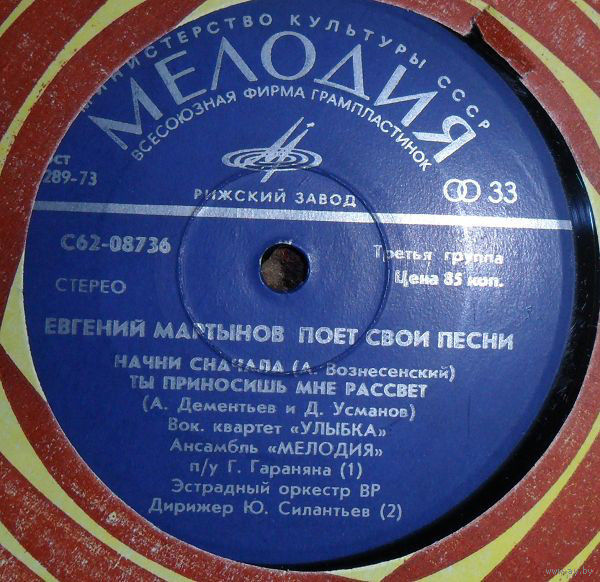 МИНИСТЕРСТВО КУЛЬТУРЫ СССР
МЕЛОДИЯ
ВСЕСОЮЗНАЯ ФИРМА ГРАМПЛАСТИНОК
289-73
РИЖСКИЙ ЗАВОД
33
С62-08736
Третья группа
Цена 85 коп.
СТЕРЕО
ЕВГЕНИЙ МАРТЫНОВ ПОЕТ СВОИ ПЕСНИ
НАЧНИ СНАЧАЛА (А. Вознесенский)
ТЫ ПРИНОСИШЬ МНЕ РАССВЕТ
(А. Дементьев и Д. Усманов)
Вок. квартет «УЛЫБКА»
Ансамбль «МЕЛОДИЯ»
п/у Г. Гараняна (1)
Эстрадный оркестр ВР
Дирижер Ю. Силантьев (2)